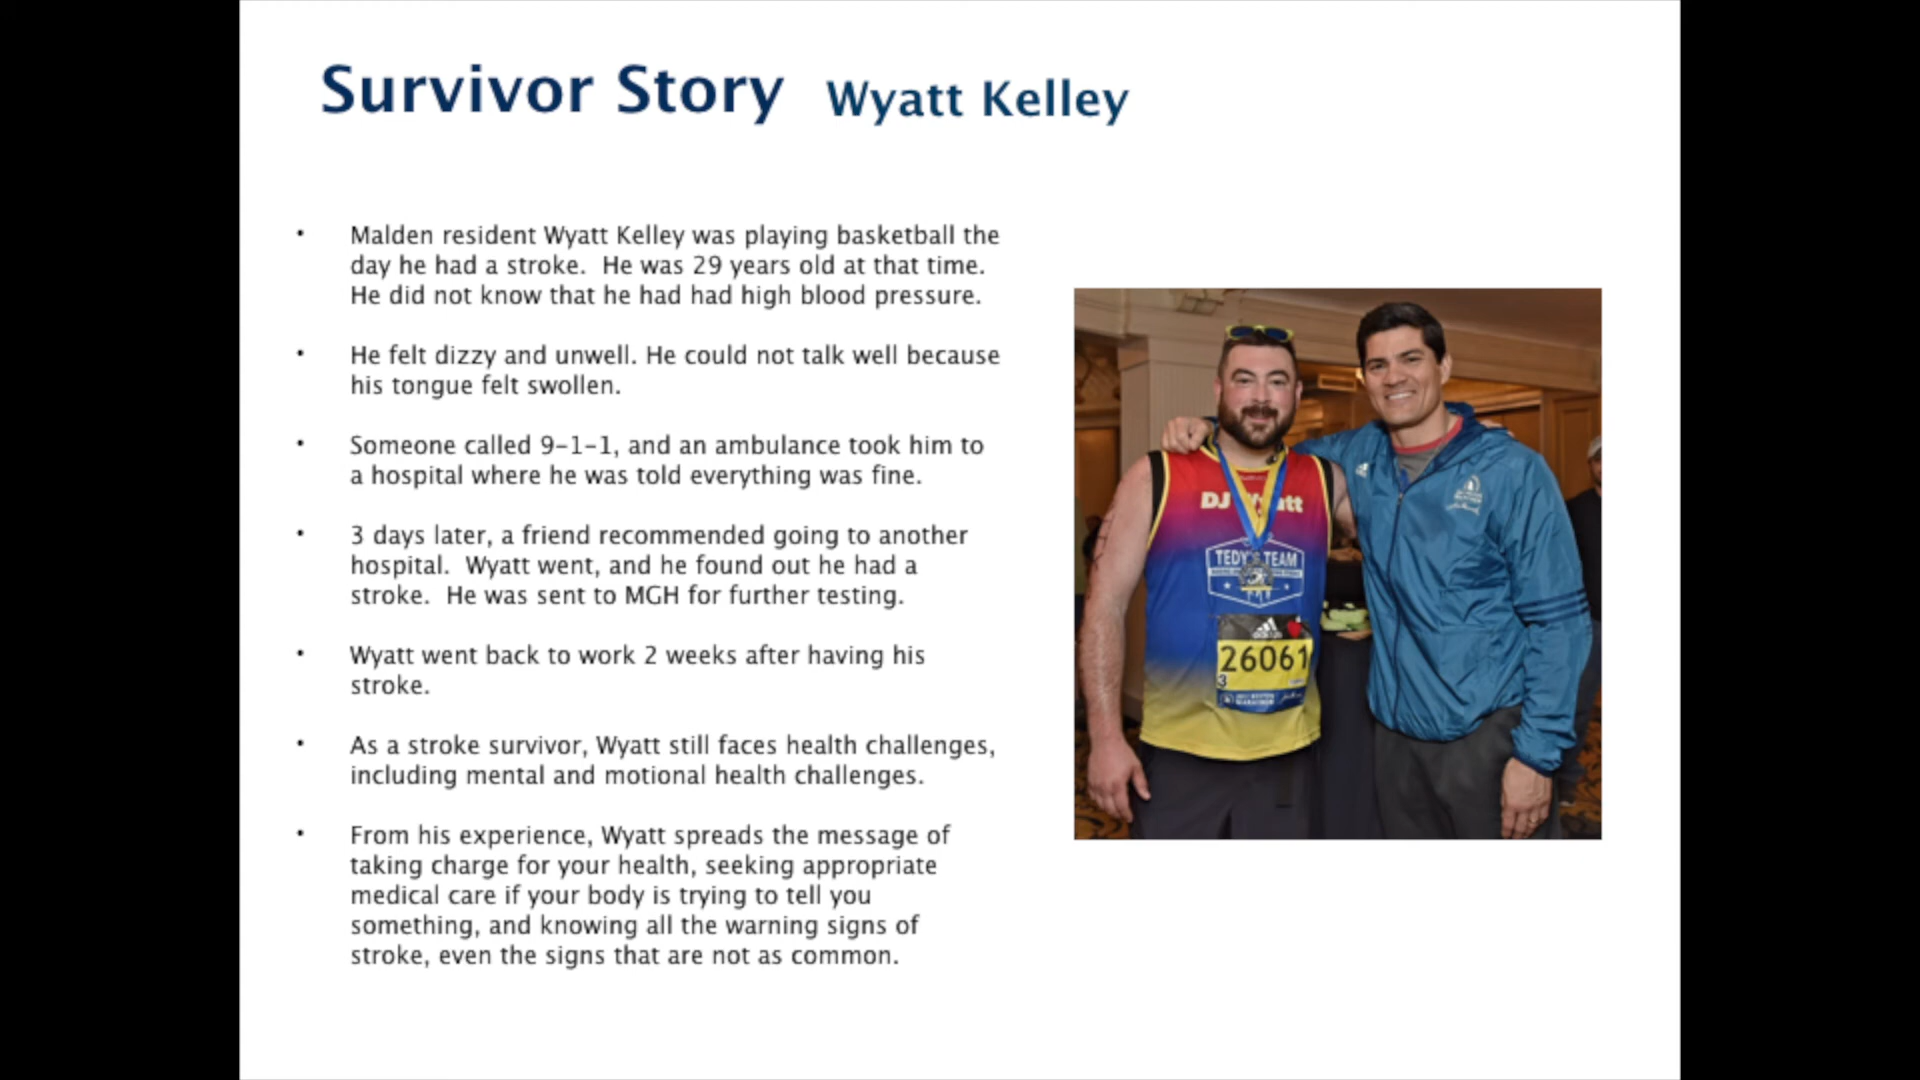 Survivor Story Wyatt Kelley
• Malden resident Wyatt Kelley was playing basketball the
day he had a stroke.  He was 29 years old at that time.
He did not know that he had had high blood pressure.
• He felt dizzy and unwell. He could not talk well because
his tongue felt swollen.
• Someone called 9-1-1, and an ambulance took him to
a hospital where he was told everything was fine.
• 3 days later, a friend recommended going to another
hospital.  Wyatt went, and he found out he had a
stroke.  He was sent to MGH for further testing.
• Wyatt went back to work 2 weeks after having his
stroke.
• As a stroke survivor, Wyatt still faces health challenges,
including mental and motional health challenges.
• From his experience, Wyatt spreads the message of
taking charge for your health, seeking appropriate
medical care if your body is trying to tell you
something, and knowing all the warning signs of
stroke, even the signs that are not as common.
DJ
TEAM
26061
3